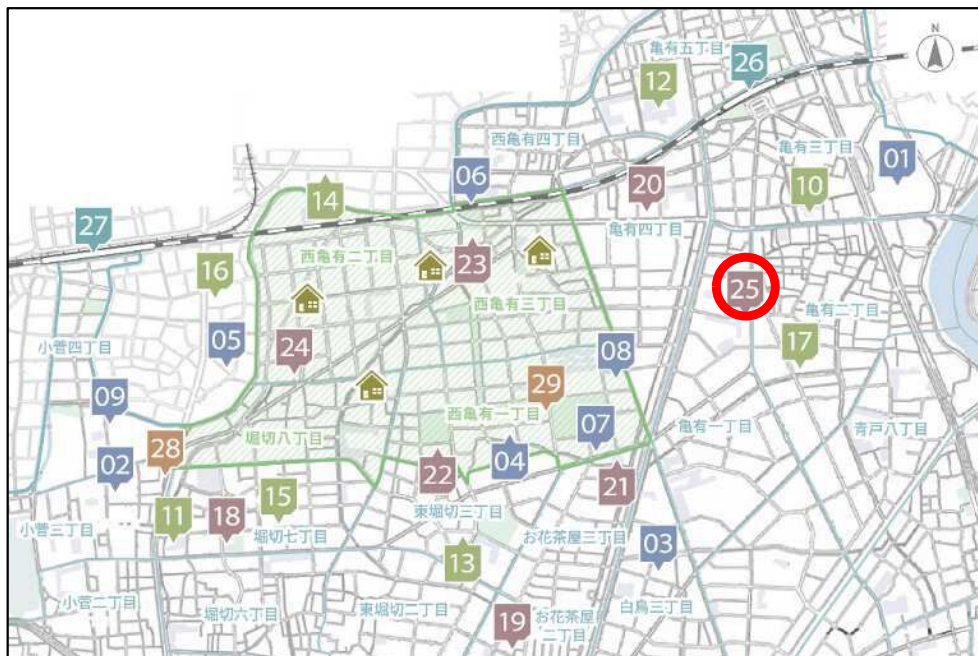 N
亀有五丁目
26
12
西亀有四丁目
亀有三丁目
01
06
20
10
14
27
亀有四丁目
西亀有二丁目
23
16
25
西亀有三丁目
亀有二丁目
小菅四丁目
05
24
08
17
09
29
西亀有一丁目
07
亀有一丁目
青戸八丁目
堀切八丁目
28
02
04
22
21
15
東堀切三丁目
11
18
小菅三丁目
堀切七丁目
お花茶屋三丁目
03
13
小菅二丁目
堀切六丁目
東堀切二丁目
19
お花茶屋
二丁目
白鳥三丁目